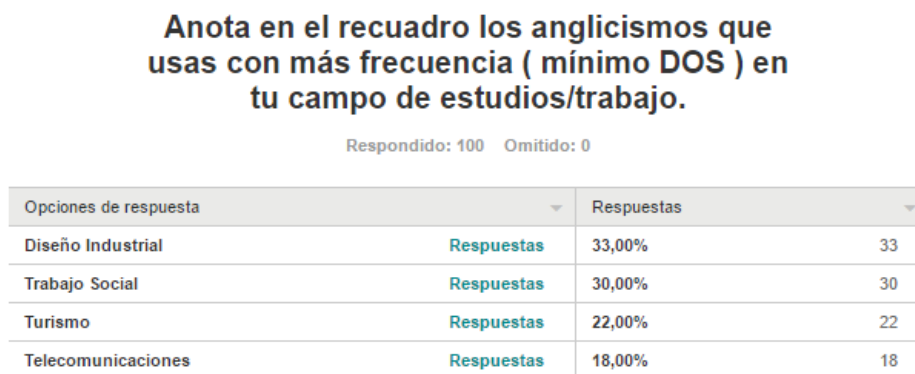 Anota en el recuadro los anglicismos que
usas con más frecuencia ( mínimo DOS ) en
tu campo de estudios/trabajo.
Respondido: 100 Omitido: 0
Opciones de respuesta Respuestas
Diseño Industrial Respuestas 33,00% 33
Trabajo Social Respuestas 30,00% 30
Turismo Respuestas 22,00% 22
Telecomunicaciones Respuestas 18,00% 18